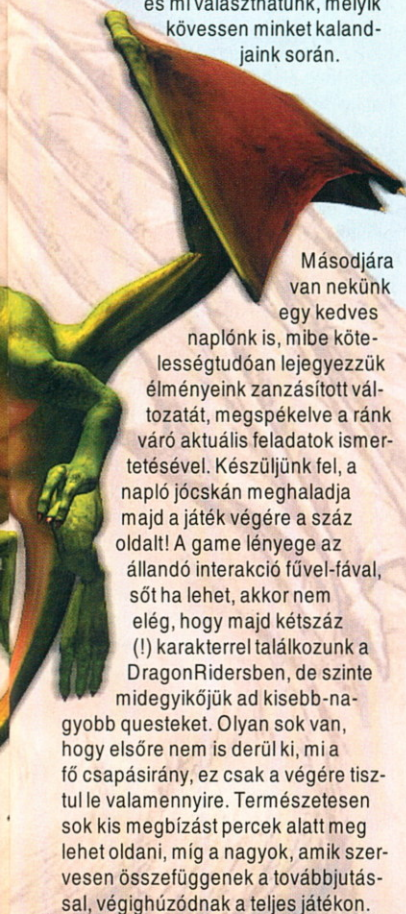 és mi választhatunk, melyik
kövessen minket kaland-
jaink során.
Másodjára
van nekünk
egy kedves
naplónk is, mibe köte-
lességtudóan lejegyezzük
élményeink zanzásított vál-
tozatát, megspékelve a ránk
váró aktuális feladatok ismer-
tetésével. Készüljünk fel, a
napló jócskán meghaladja
majd a játék végére a száz
oldalt! A game lényege az
állandó interakció fűvel-fával,
sőt ha lehet, akkor nem
elég, hogy majd kétszáz
(!) karakterrel találkozunk a
DragonRidersben, de szinte
midegyikőjük ad kisebb-na-
gyobb questeket. Olyan sok van,
hogy elsőre nem is derül ki, mi a
fő csapásirány, ez csak a végére tisz-
tul le valamennyire. Természetesen
sok kis megbízást percek alatt meg
lehet oldani, míg a nagyok, amik szer-
vesen összefüggenek a továbbjutás-
sal, végighúzódnak a teljes játékon.